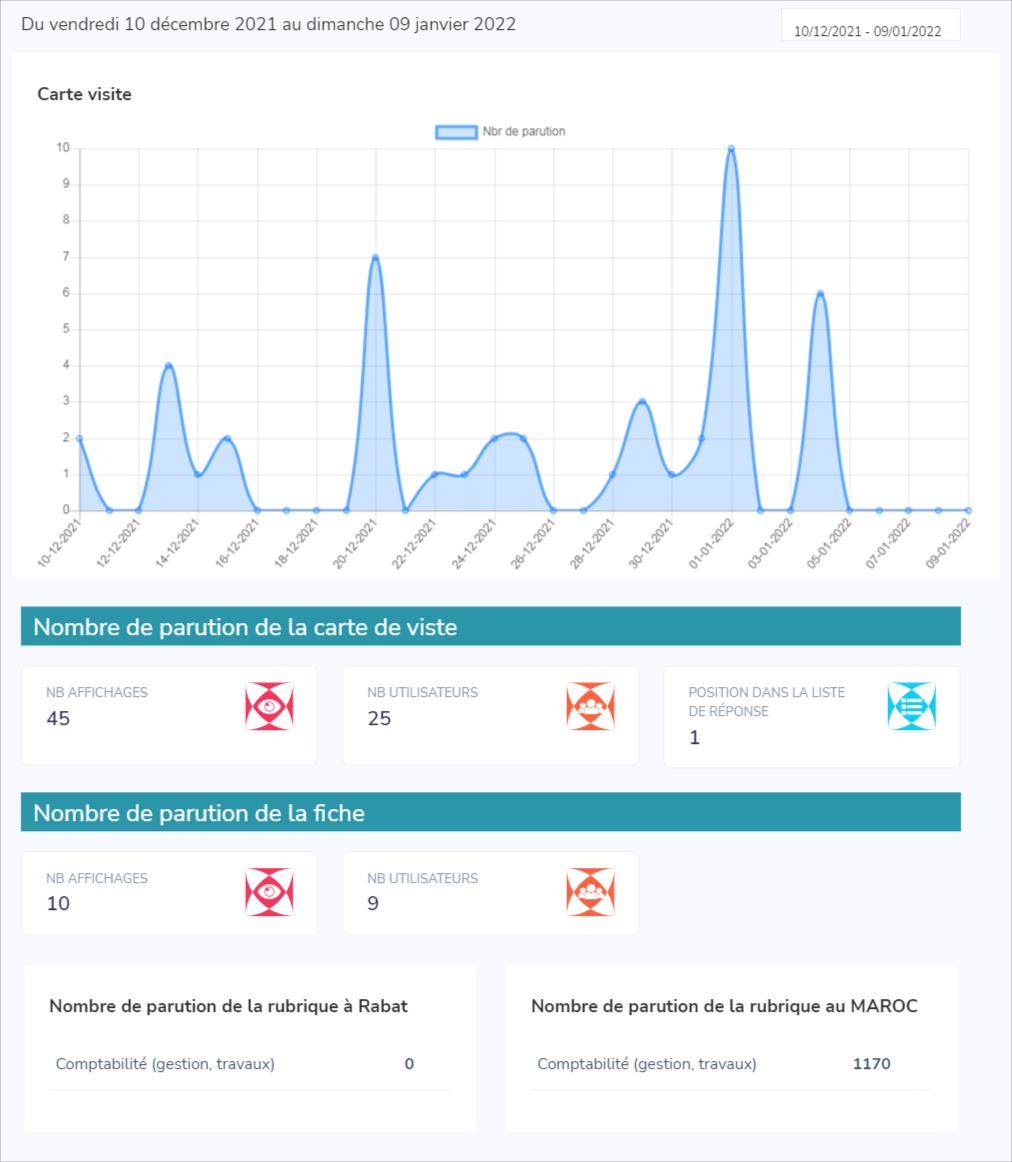 Du vendredi 10 décembre 2021 au dimanche 09 janvier 2022
10/12/2021 - 09/01/2022
Carte visite
Nbr de parution
10
9
8
7
6
5
4
3
2
1
0
10-12-2021
12-12-2021
14-12-2021
16-12-2021
18-12-2021
20-12-2021
22-12-2021
24-12-2021
26-12-2021
28-12-2021
30-12-2021
01-01-2022
03-01-2022
05-01-2022
07-01-2022
09-01-2022
Nombre de parution de la carte de viste
NB AFFICHAGES
45
NB UTILISATEURS
25
POSITION DANS LA LISTE
DE RÉPONSE
1
Nombre de parution de la fiche
NB AFFICHAGES
10
NB UTILISATEURS
9
Nombre de parution de la rubrique à Rabat
Comptabilité (gestion, travaux) 0
Nombre de parution de la rubrique au MAROC
Comptabilité (gestion, travaux) 1170